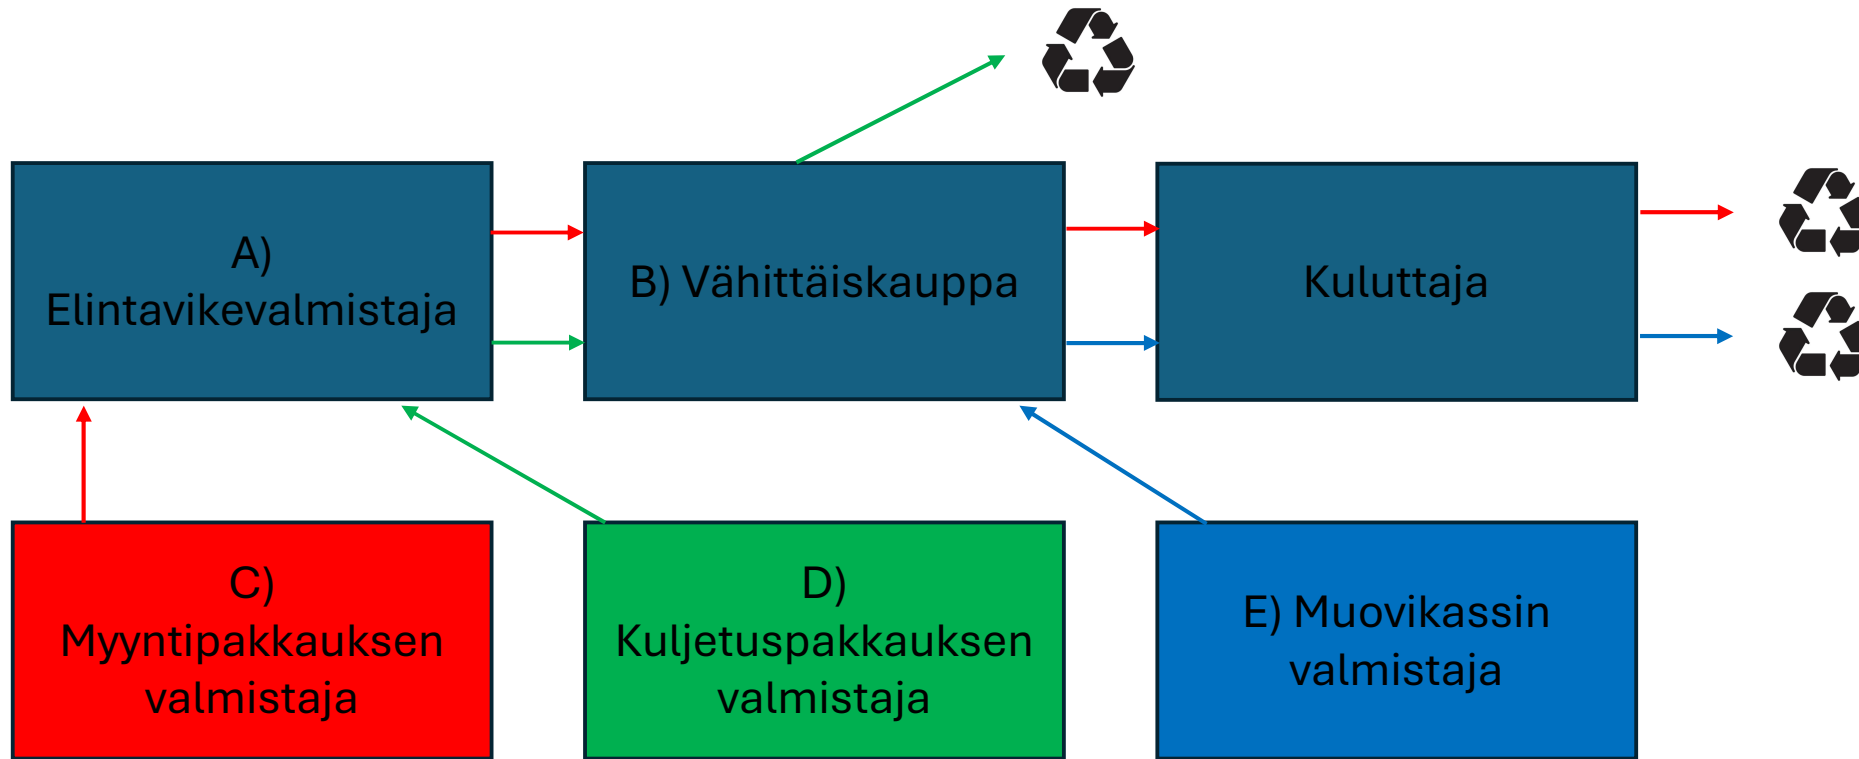 A)
Elintavikevalmistaja
B) Vähittäiskauppa
Kuluttaja
C)
Myyntipakkauksen
valmistaja
D)
Kuljetuspakkauksen
valmistaja
E) Muovikassin
valmistaja